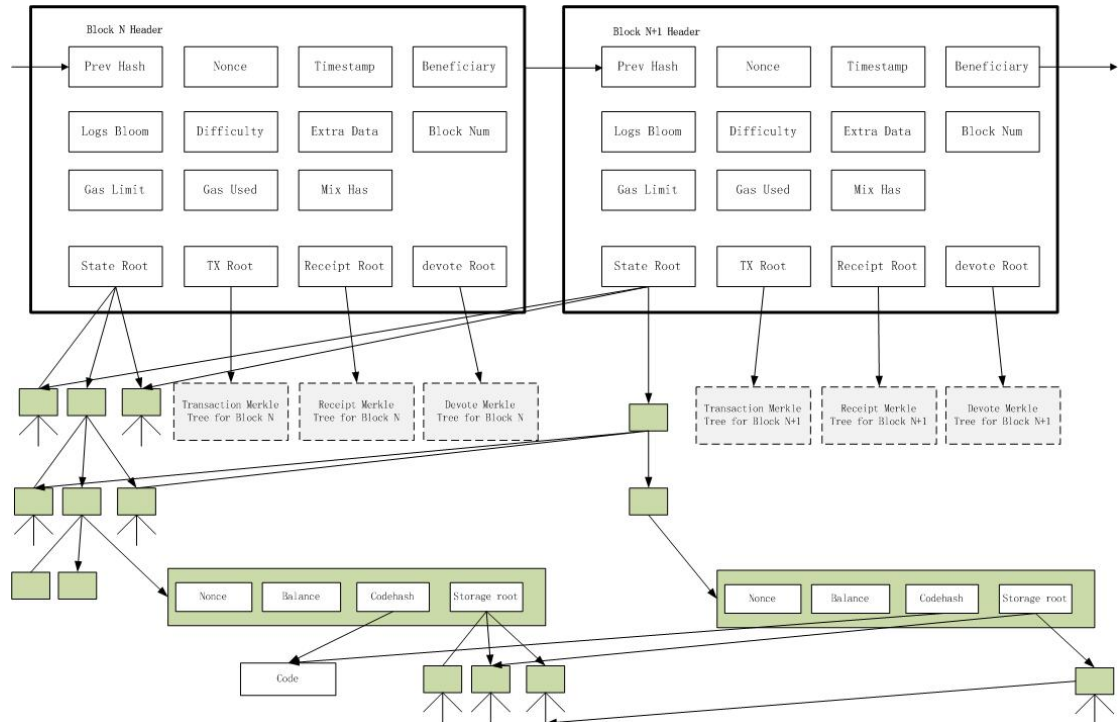 Block N Header
Prev Hash
Nonce
Timestamp
Beneficiary
Logs Bloom
Difficulty
Extra Data
Block Num
Gas Limit
Gas Used
Mix Has
State Root
TX Root
Receipt Root
devote Root
Block N+1 Header
Prev Hash
Nonce
Timestamp
Beneficiary
Logs Bloom
Difficulty
Extra Data
Block Num
Gas Limit
Gas Used
Mix Has
State Root
TX Root
Receipt Root
devote Root
Transaction Merkle
Tree for Block N
Receipt Merkle
Tree for Block N
Devote Merkle
Tree for Block N
Transaction Merkle
Tree for Block N+1
Receipt Merkle
Tree for Block N+1
Devote Merkle
Tree for Block N+1
Nonce
Balance
Codehash
Storage root
Nonce
Balance
Codehash
Storage root
Code